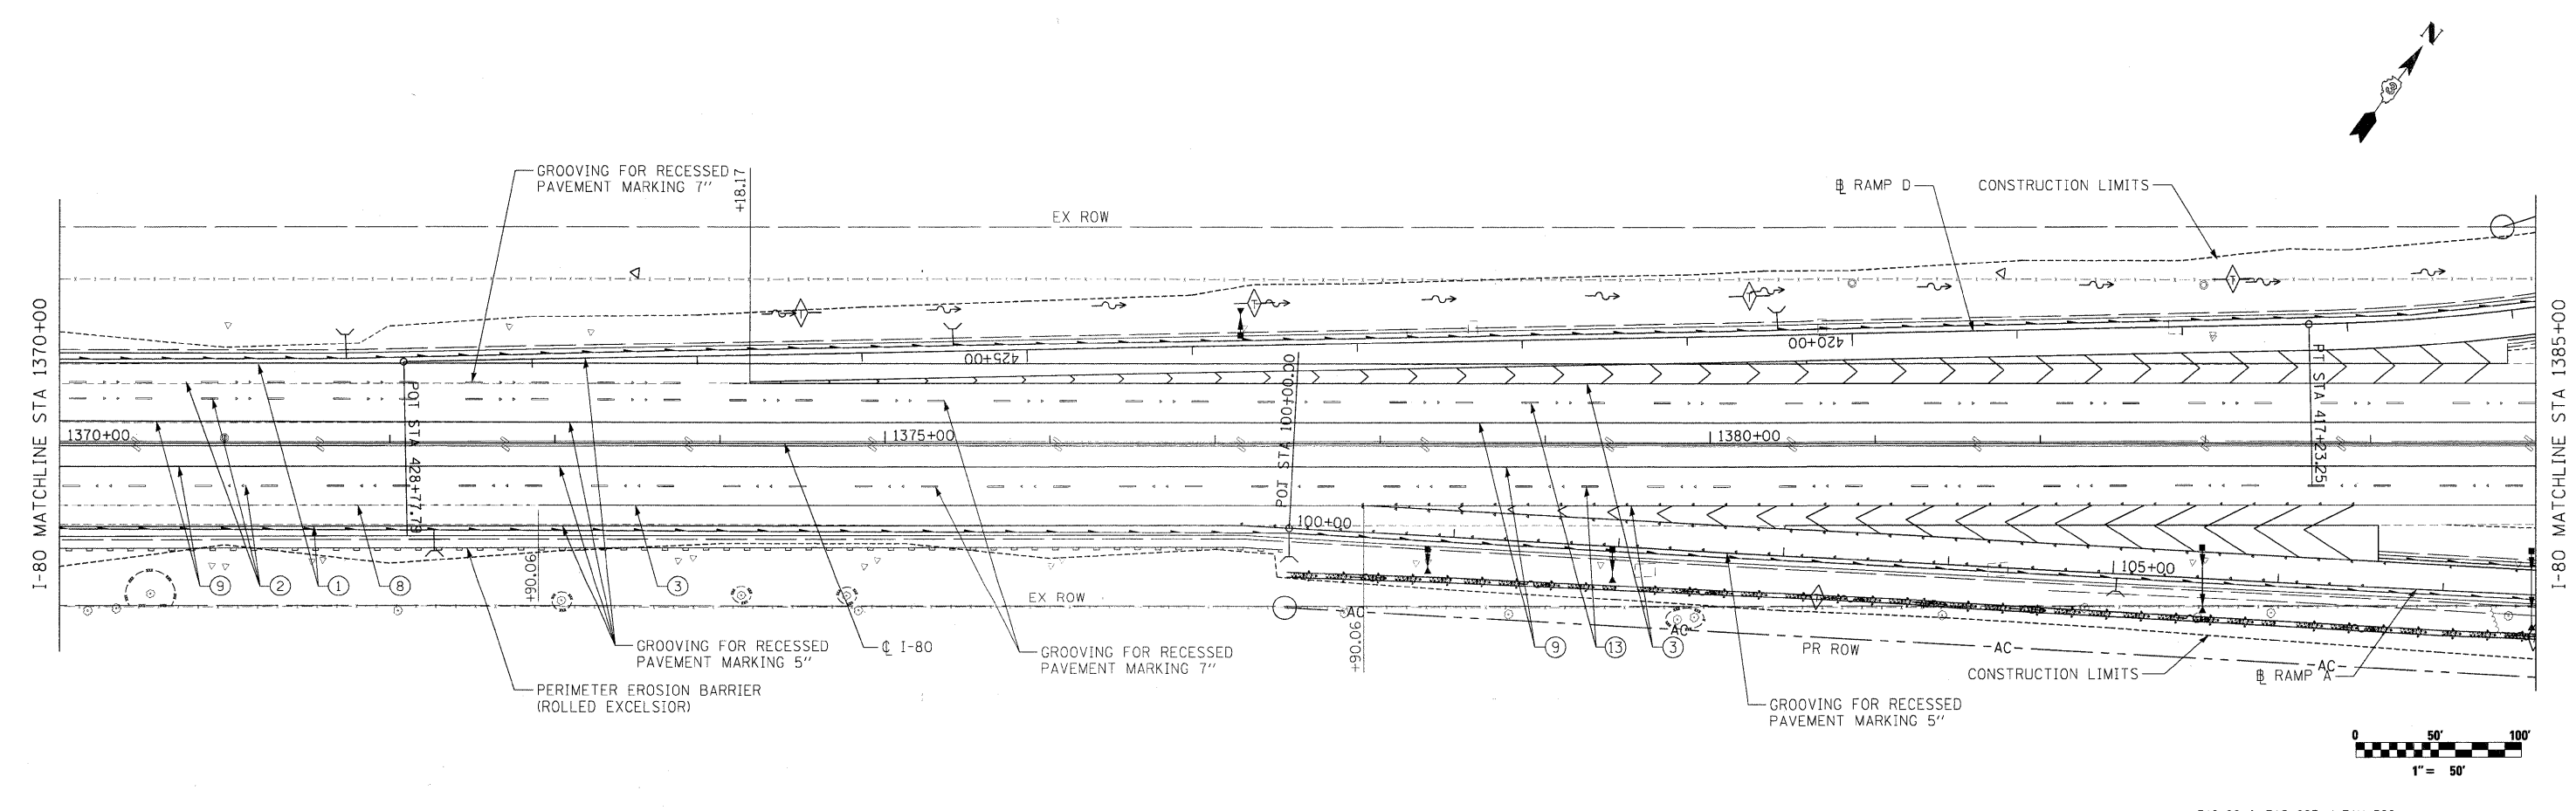 N
3
GROOVING FOR RECESSED
PAVEMENT MARKING 7"
+18.17
℄ RAMP D
CONSTRUCTION LIMITS
EX ROW
I-80 MATCHLINE STA 1370+00
I-80 MATCHLINE STA 1385+00
T
T
T
T
425+00
420+00
POT STA 428+77.79
POT STA 100+00.00
PT STA 417+23.25
1370+00
1375+00
1380+00
100+00
105+00
9
2
1
8
3
+90.96
+90.06
EX ROW
AC
AC
AC
AC
PR ROW
GROOVING FOR RECESSED
PAVEMENT MARKING 5"
℄ I-80
GROOVING FOR RECESSED
PAVEMENT MARKING 7"
9
13
3
CONSTRUCTION LIMITS
℄ RAMP A
PERIMETER EROSION BARRIER
(ROLLED EXCELSIOR)
GROOVING FOR RECESSED
PAVEMENT MARKING 5"
0 50' 100'
1" = 50'